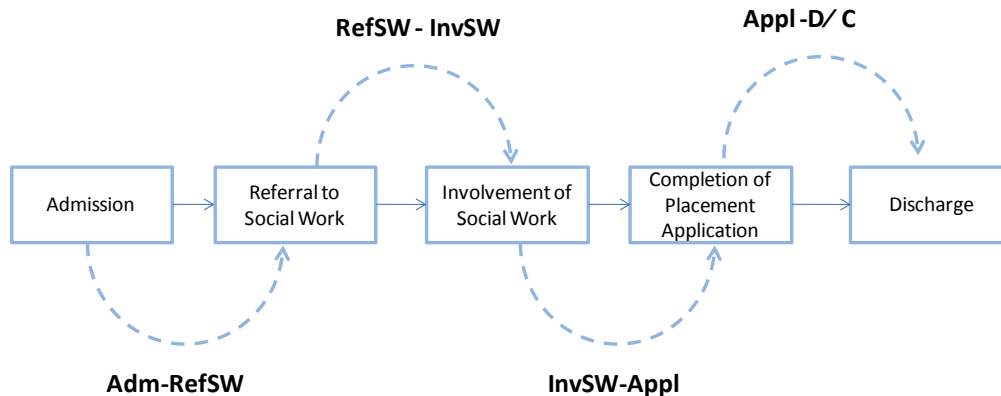 RefSW - InvSW
Appl -D/ C
Admission
Referral to
Social Work
Involvement of
Social Work
Completion of
Placement
Application
Discharge
Adm-RefSW
InvSW-Appl